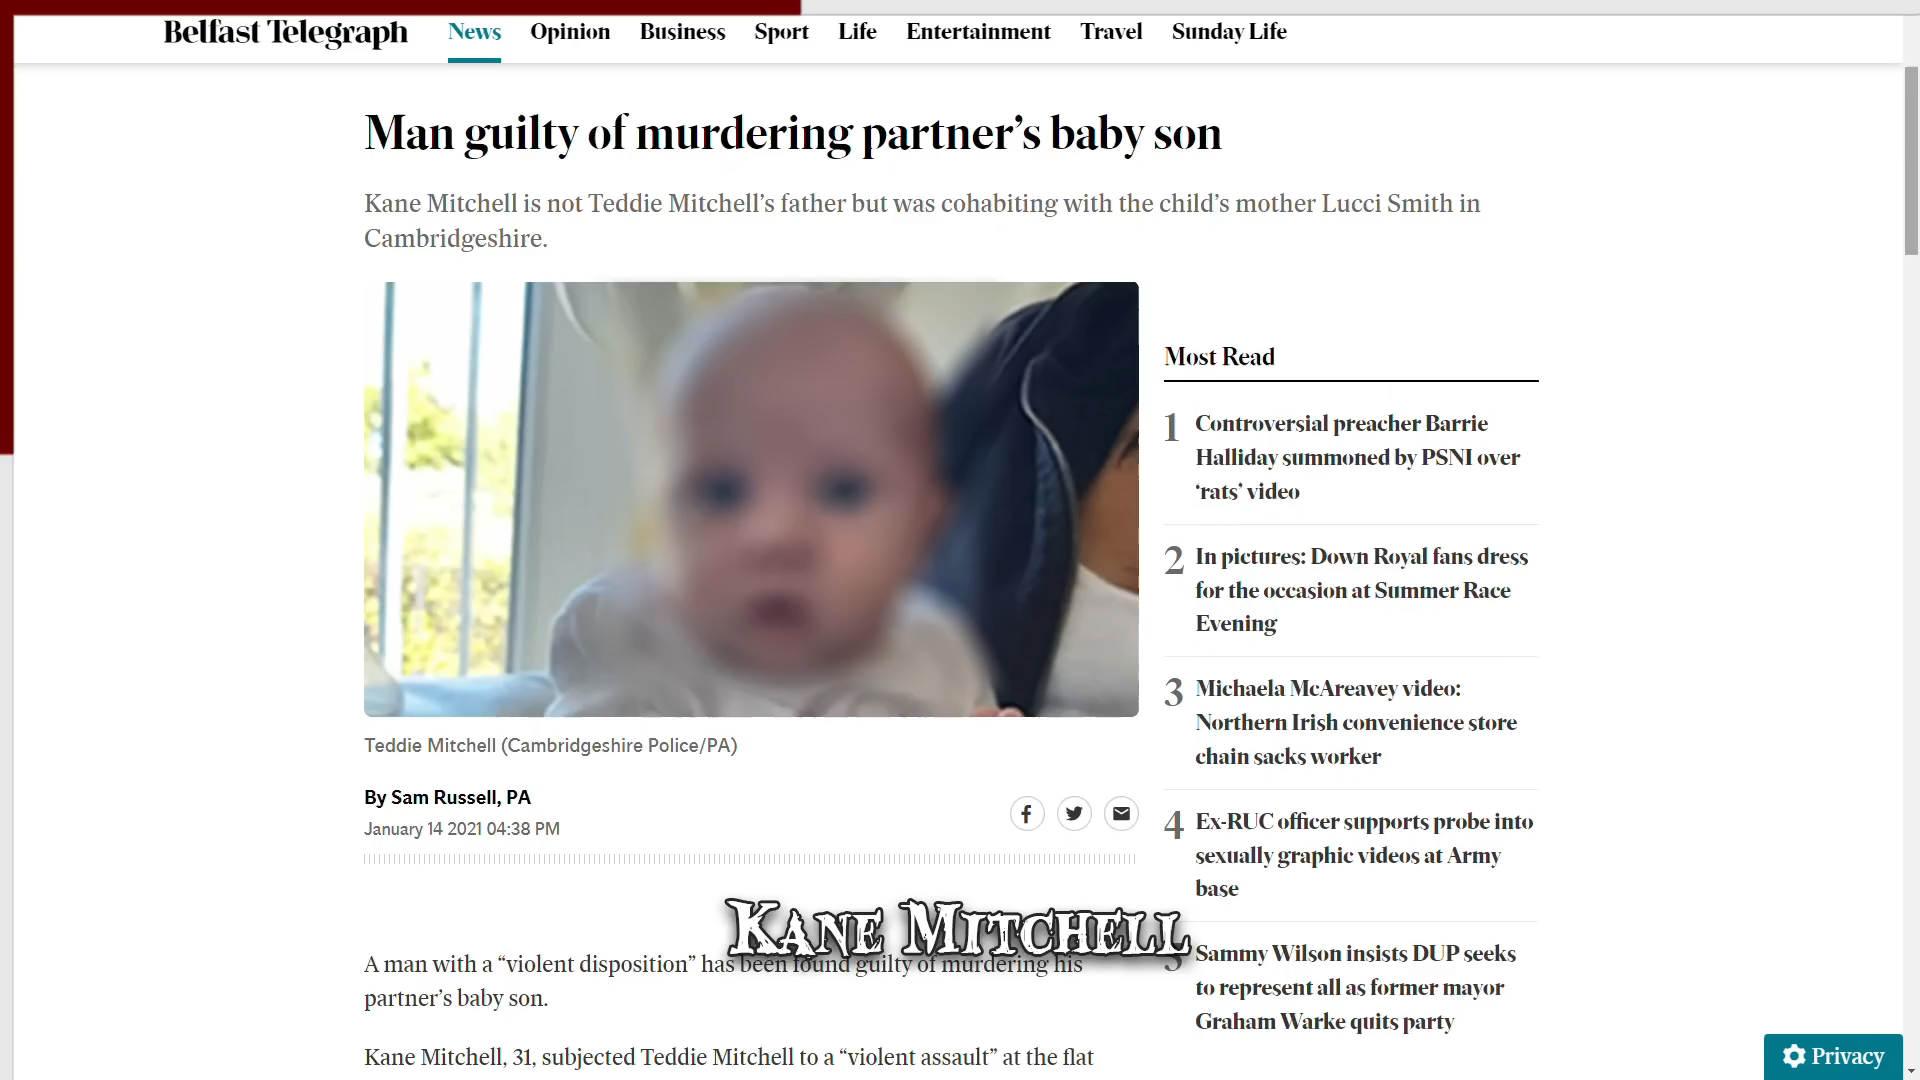 Belfast Telegraph News Opinion Business Sport Life Entertainment Travel Sunday Life
Man guilty of murdering partner's baby son
Kane Mitchell is not Teddie Mitchell's father but was cohabiting with the child's mother Lucci Smith in
Cambridgeshire.
Teddie Mitchell (Cambridgeshire Police/PA)
By Sam Russell, PA
January 14 2021 04:38 PM
A man with a “violent disposition” has been found guilty of murdering his
partner's baby son.
Kane Mitchell, 31, subjected Teddie Mitchell to a “violent assault” at the flat
KANE MITCHELL
Most Read
1 Controversial preacher Barrie
Halliday summoned by PSNI over
‘rats’ video
2 In pictures: Down Royal fans dress
for the occasion at Summer Race
Evening
3 Michaela McAreavey video:
Northern Irish convenience store
chain sacks worker
4 Ex-RUC officer supports probe into
sexually graphic videos at Army
base
5 Sammy Wilson insists DUP seeks
to represent all as former mayor
Graham Warke quits party
Privacy